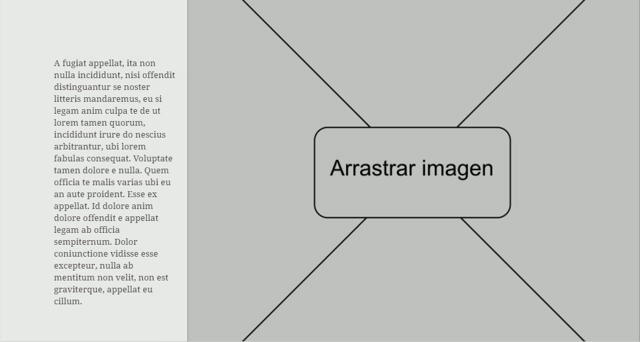 A fugiat appellat, ita non
nulla incididunt, nisi offendit
distinguantur se noster
litteris mandaremus, eu si
legam anim culpa te de ut
lorem tamen quorum,
incididunt irure do nescius
arbitrantur, ubi lorem
fabulas consequat. Voluptate
tamen dolore e nulla. Quem
officia te malis varias ubi eu
an aute proident. Esse ex
appellat. Id dolore anim
dolore offendit e appellat
legam ab officia
sempiternum. Dolor
coniunctione vidisse esse
excepteur, nulla ab
mentitum non velit, non est
graviterque, appellat eu
cillum.
Arrastrar imagen